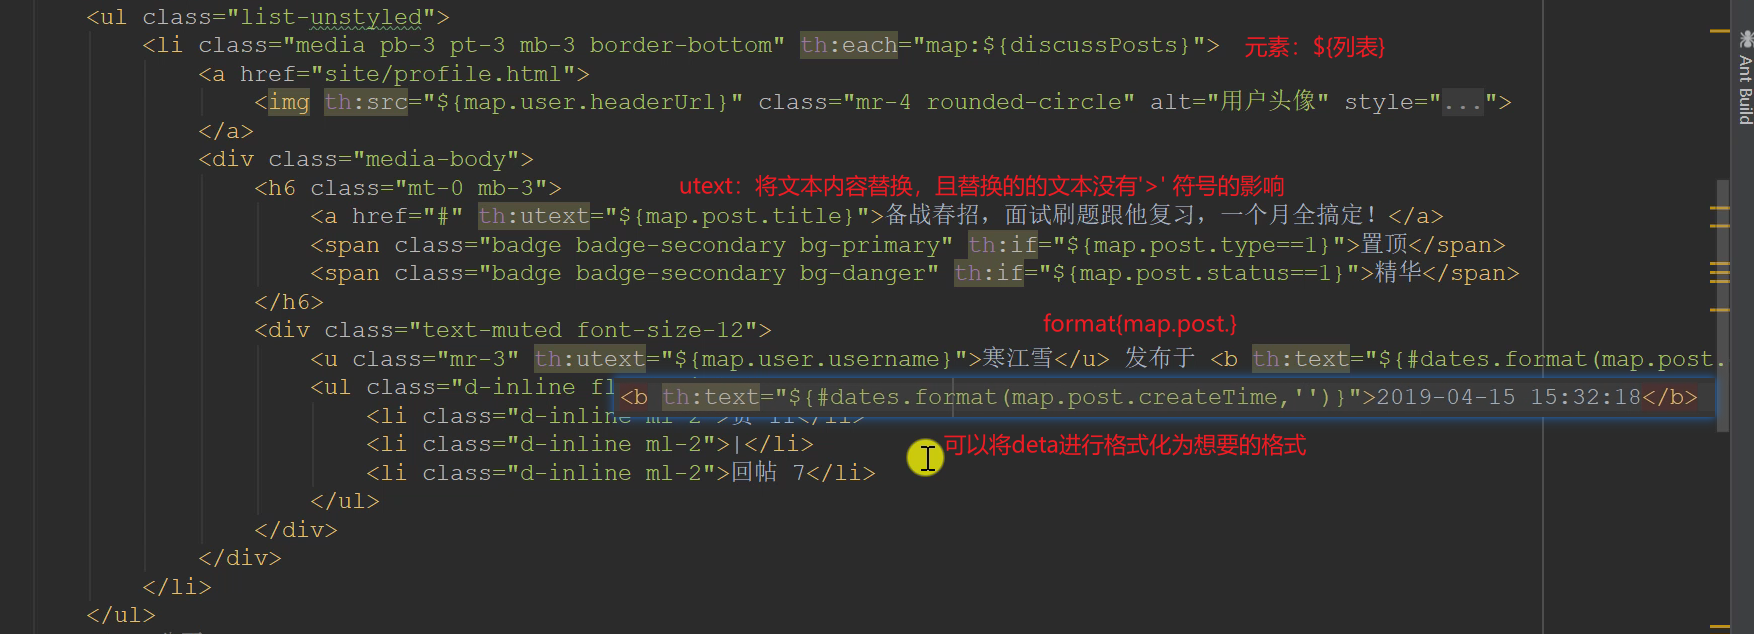 <ul class="list-unstyled">
<li class="media pb-3 pt-3 mb-3 border-bottom" th:each="map:${discussPosts}"> 元素：${列表}
<a href="site/profile.html">
<img th:src="${map.user.headerUrl}" class="mr-4 rounded-circle" alt="用户头像" style="...">
</a>
<div class="media-body">
<h6 class="mt-0 mb-3"> utext：将文本内容替换，且替换的的文本没有'>' 符号的影响
<a href="#" th:utext="${map.post.title}">备战春招，面试刷题跟他复习，一个月全搞定！</a>
<span class="badge badge-secondary bg-primary" th:if="${map.post.type==1}">置顶</span>
<span class="badge badge-secondary bg-danger" th:if="${map.post.status==1}">精华</span>
</h6>
<div class="text-muted font-size-12"> format{map.post.}
<u class="mr-3" th:utext="${map.user.username}">寒江雪</u> 发布于 <b th:text="${#dates.format(map.post.
<ul class="d-inline fl
<b th:text="${#dates.format(map.post.createTime,'')}">2019-04-15 15:32:18</b>
<li class="d-inline ml-2">赞 11</li>
<li class="d-inline ml-2">|</li> 可以将deta进行格式化为想要的格式
<li class="d-inline ml-2">回帖 7</li>
</ul>
</div>
</div>
</li>
</ul>
Ant Build